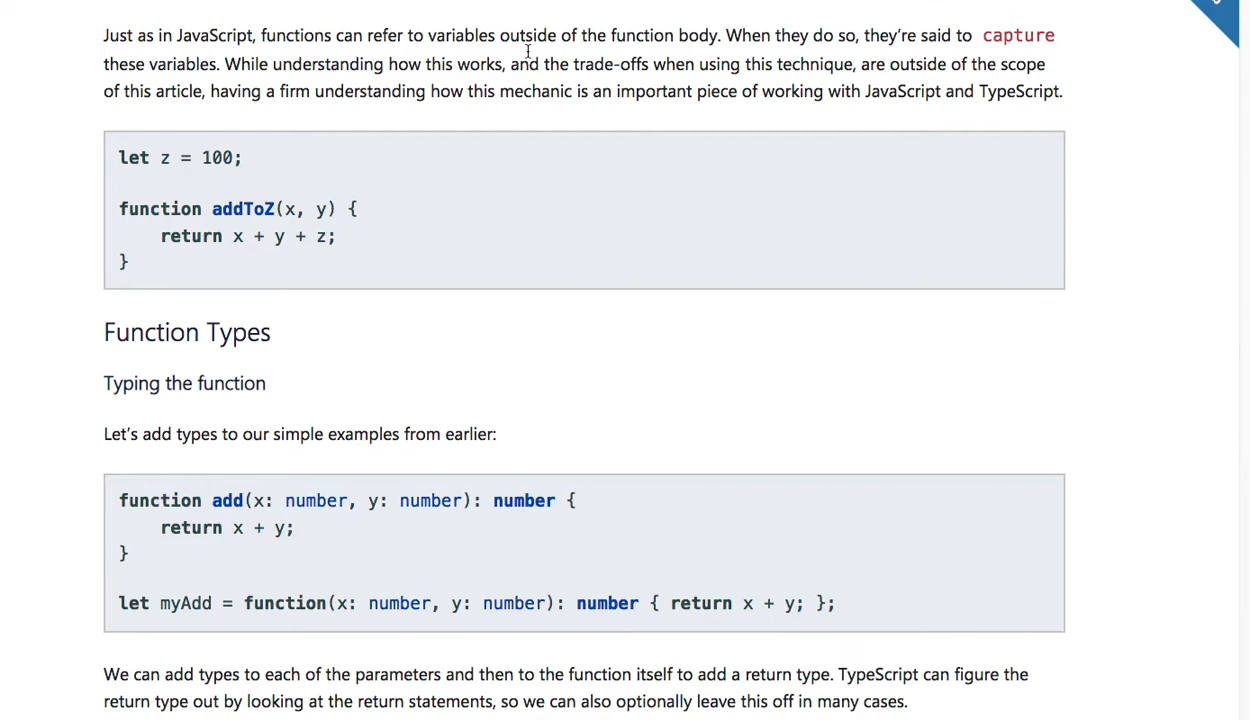 Just as in JavaScript, functions can refer to variables outside of the function body. When they do so, they’re said to capture
these variables. While understanding how this works, and the trade-offs when using this technique, are outside of the scope
of this article, having a firm understanding how this mechanic is an important piece of working with JavaScript and TypeScript.
let z = 100;
function addToZ(x, y) {
return x + y + z;
}
Function Types
Typing the function
Let’s add types to our simple examples from earlier:
function add(x: number, y: number): number {
return x + y;
}
let myAdd = function(x: number, y: number): number { return x + y; };
We can add types to each of the parameters and then to the function itself to add a return type. TypeScript can figure the
return type out by looking at the return statements, so we can also optionally leave this off in many cases.